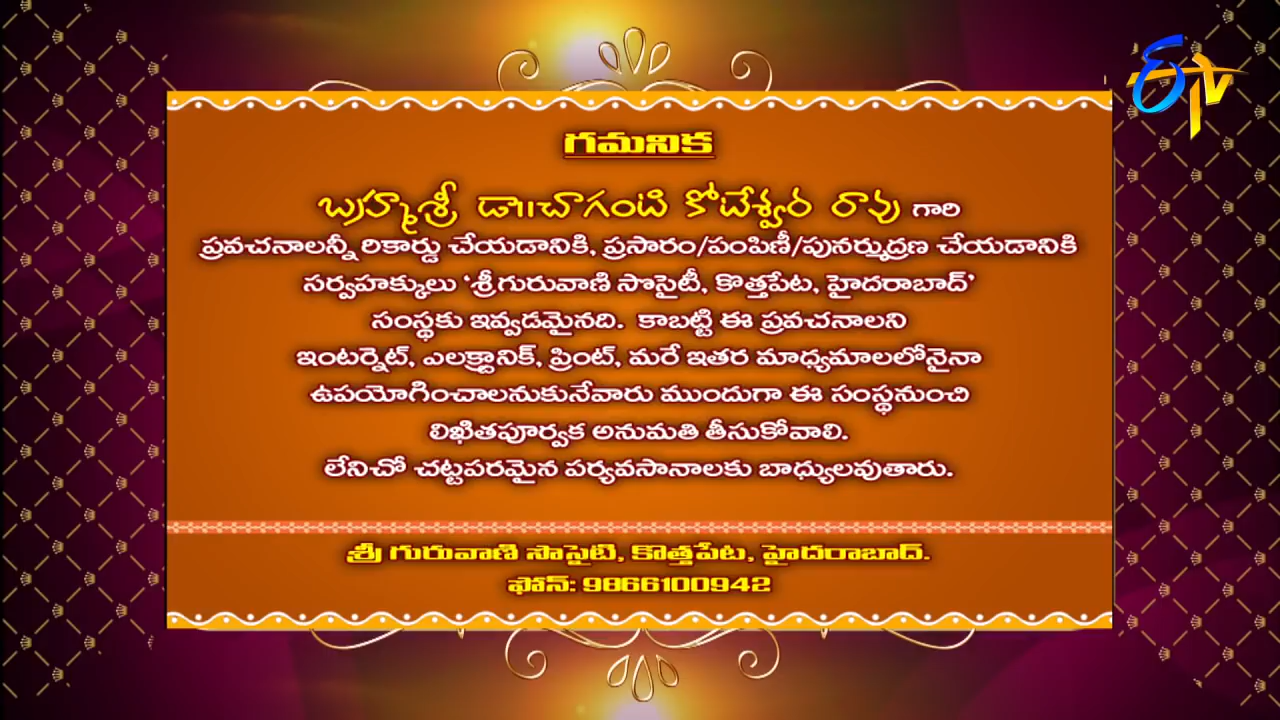 ETV
గమనిక
బ్రహ్మశ్రీ డా॥చాగంటి కోటేశ్వర రావు గారి
ప్రవచనాలన్నీ రికార్డు చేయడానికి, ప్రసారం/పంపిణీ/పునర్ముద్రణ చేయడానికి
సర్వహక్కులు ‘శ్రీగురువాణి సొసైటీ, కొత్తపేట, హైదరాబాద్’
సంస్థకు ఇవ్వడమైనది. కాబట్టి ఈ ప్రవచనాలని
ఇంటర్నెట్, ఎలక్ట్రానిక్, ప్రింట్, మరే ఇతర మాధ్యమాలలోనైనా
ఉపయోగించాలనుకునేవారు ముందుగా ఈ సంస్థనుంచి
లిఖితపూర్వక అనుమతి తీసుకోవాలి.
లేనిచో చట్టపరమైన పర్యవసానాలకు బాధ్యులవుతారు.
శ్రీ గురువాణి సొసైటి, కొత్తపేట, హైదరాబాద్.
ఫోన్: 9866100942